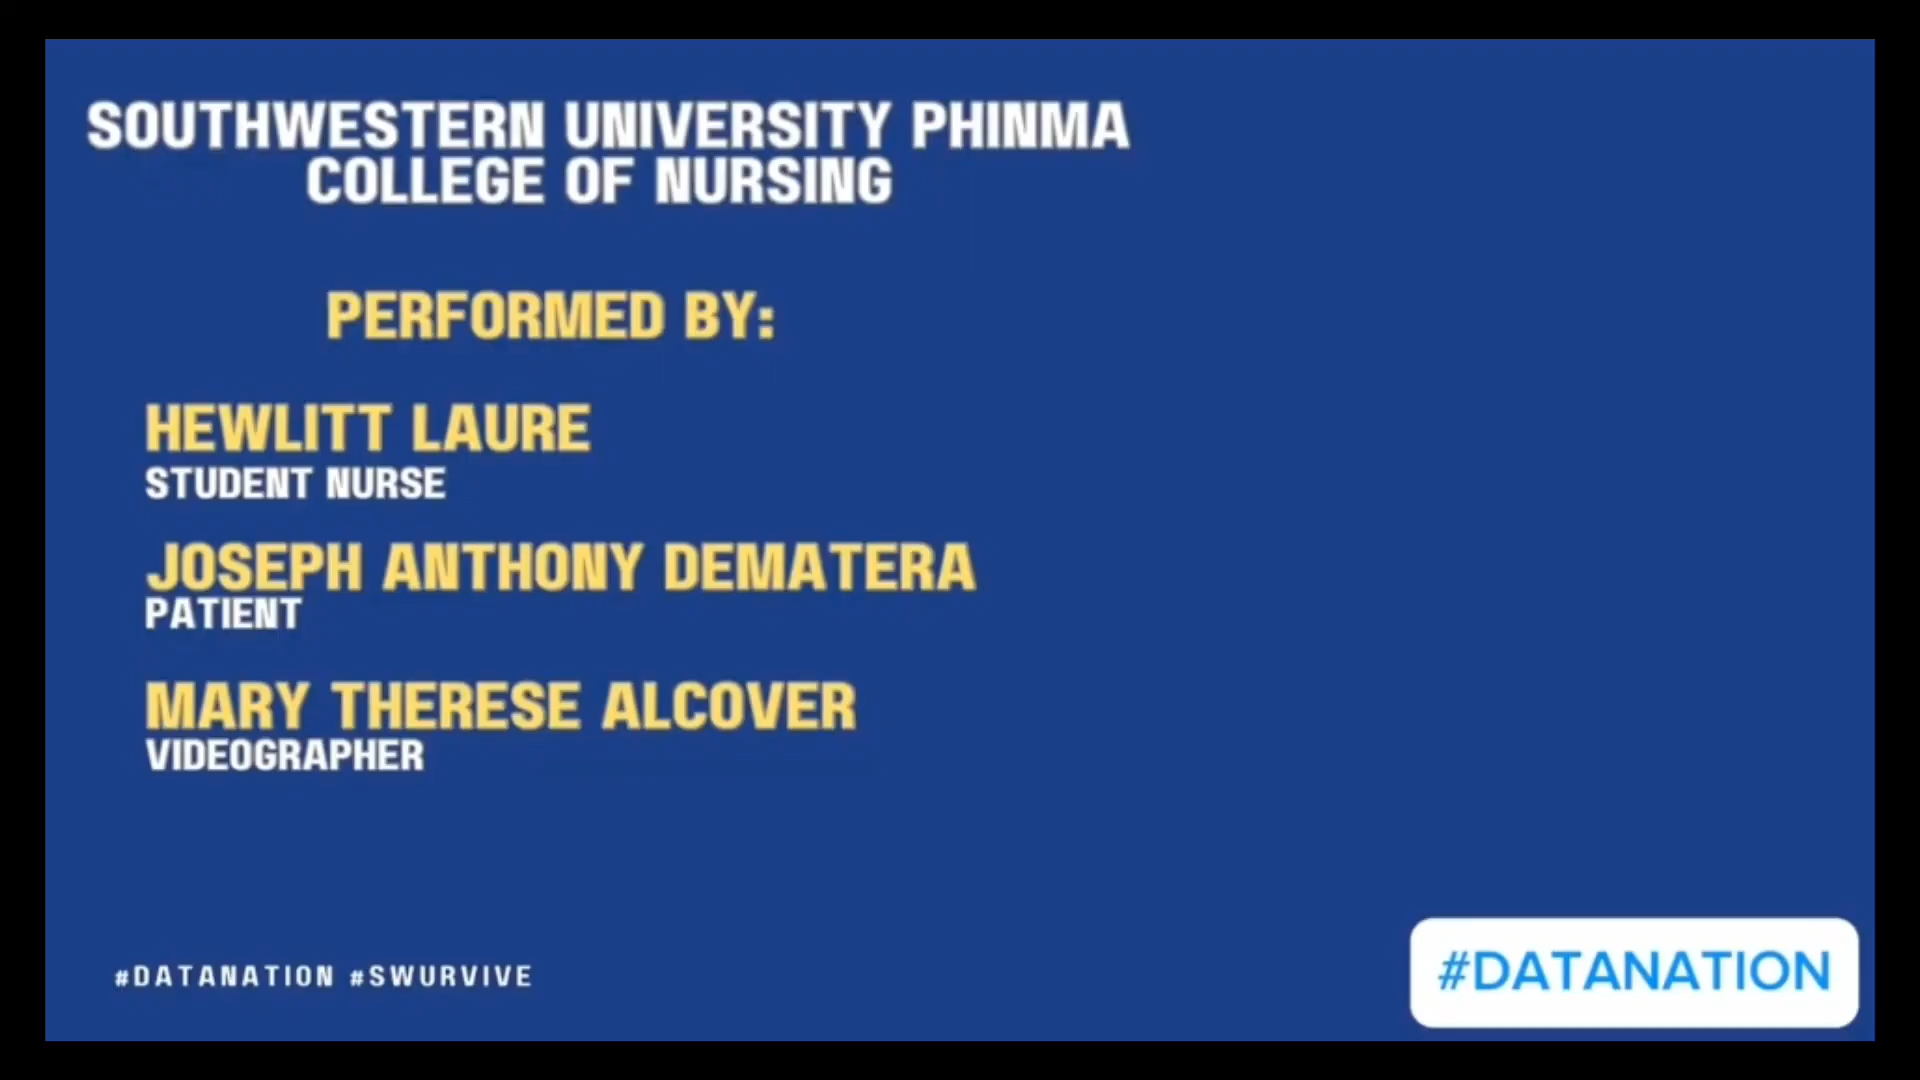 SOUTHWESTERN UNIVERSITY PHINMA
COLLEGE OF NURSING
PERFORMED BY:
HEWLITT LAURE
STUDENT NURSE
JOSEPH ANTHONY DEMATERA
PATIENT
MARY THERESE ALCOVER
VIDEOGRAPHER
#DATANATION #SWURVIVE
#DATANATION